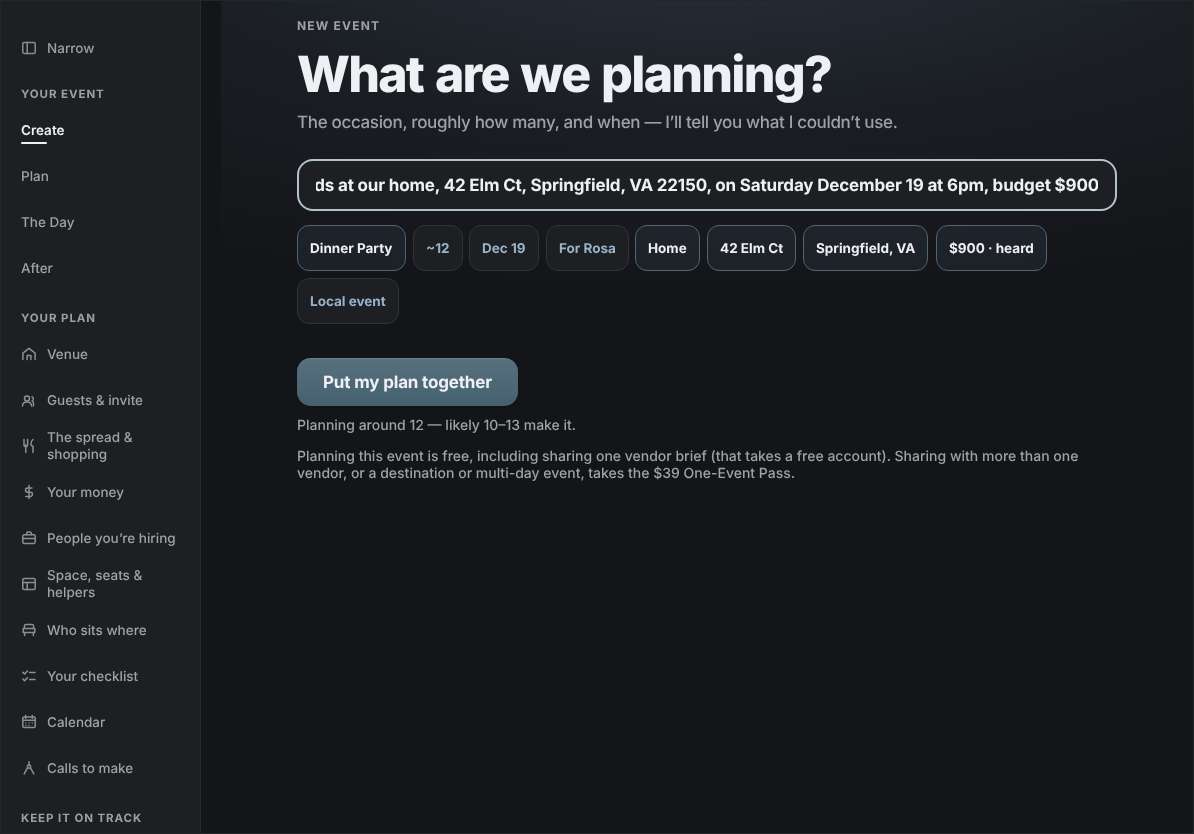 Narrow
YOUR EVENT
Create
Plan
The Day
After
YOUR PLAN
Venue
Guests & invite
The spread &
shopping
Your money
People you’re hiring
Space, seats &
helpers
Who sits where
Your checklist
Calendar
Calls to make
KEEP IT ON TRACK
NEW EVENT
What are we planning?
The occasion, roughly how many, and when — I’ll tell you what I couldn’t use.
ds at our home, 42 Elm Ct, Springfield, VA 22150, on Saturday December 19 at 6pm, budget $900
Dinner Party
~12
Dec 19
For Rosa
Home
42 Elm Ct
Springfield, VA
$900 · heard
Local event
Put my plan together
Planning around 12 — likely 10–13 make it.
Planning this event is free, including sharing one vendor brief (that takes a free account). Sharing with more than one
vendor, or a destination or multi-day event, takes the $39 One-Event Pass.